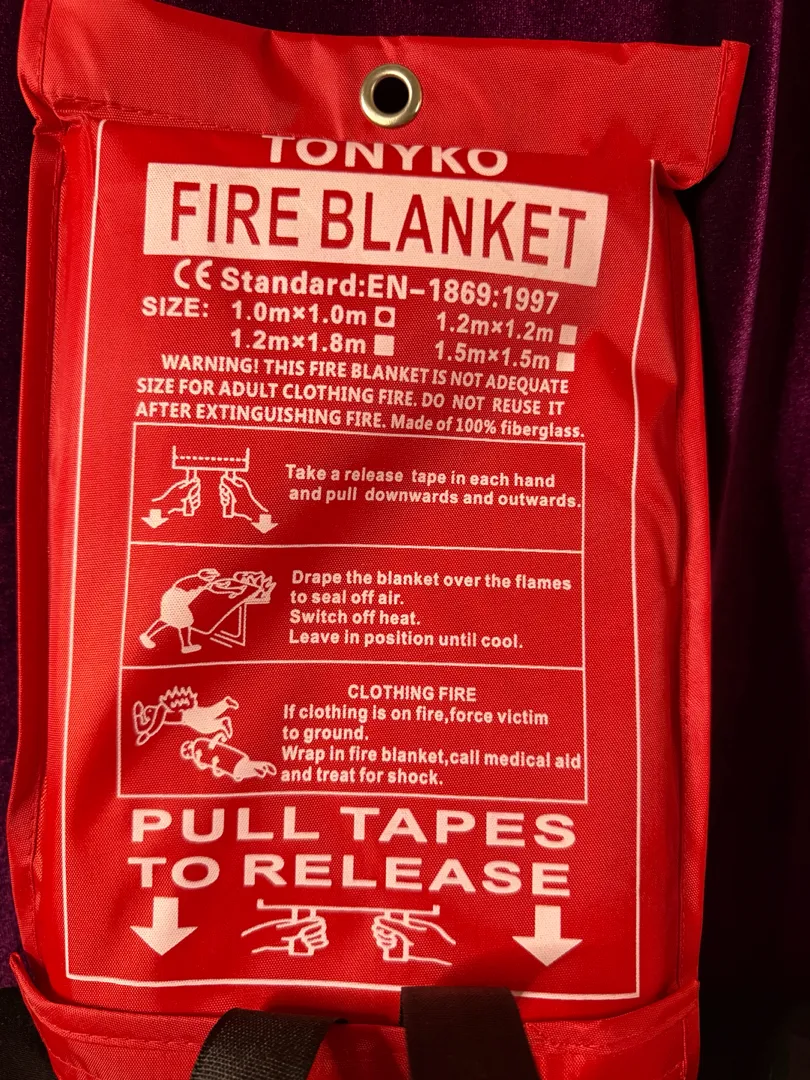 TONYKO
FIRE BLANKET
CE Standard:EN-1869:1997
SIZE: 1.0m×1.0m 1.2m×1.2m
1.2m×1.8m 1.5m×1.5m
WARNING! THIS FIRE BLANKET IS NOT ADEQUATE
SIZE FOR ADULT CLOTHING FIRE. DO NOT REUSE IT
AFTER EXTINGUISHING FIRE. Made of 100% fiberglass.
Take a release tape in each hand
and pull downwards and outwards.
Drape the blanket over the flames
to seal off air.
Switch off heat.
Leave in position until cool.
CLOTHING FIRE
If clothing is on fire,force victim
to ground.
Wrap in fire blanket,call medical aid
and treat for shock.
PULL TAPES
TO RELEASE